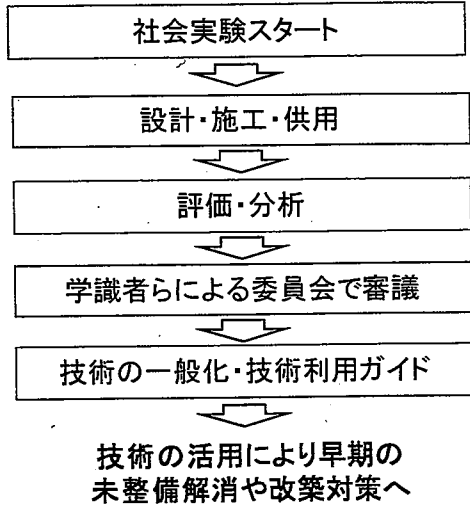 社会実験スタート
設計・施工・供用
評価・分析
学識者らによる委員会で審議
技術の一般化・技術利用ガイド
技術の活用により早期の
未整備解消や改築対策へ